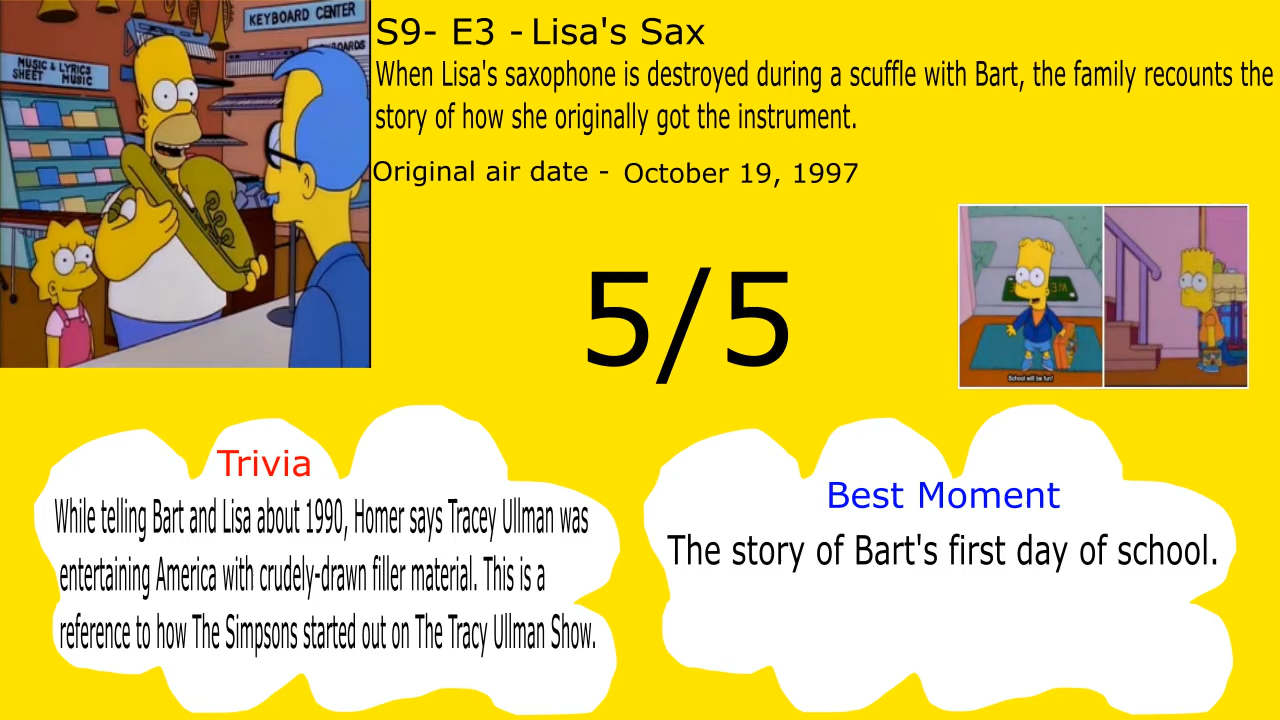 KEYBOARD CENTER
MUSIC & LYRICS
SHEET MUSIC
S9- E3 - Lisa's Sax
When Lisa's saxophone is destroyed during a scuffle with Bart, the family recounts the
story of how she originally got the instrument.
Original air date - October 19, 1997
5/5
School will be fun!
Trivia
While telling Bart and Lisa about 1990, Homer says Tracey Ullman was
entertaining America with crudely-drawn filler material. This is a
reference to how The Simpsons started out on The Tracy Ullman Show.
Best Moment
The story of Bart's first day of school.